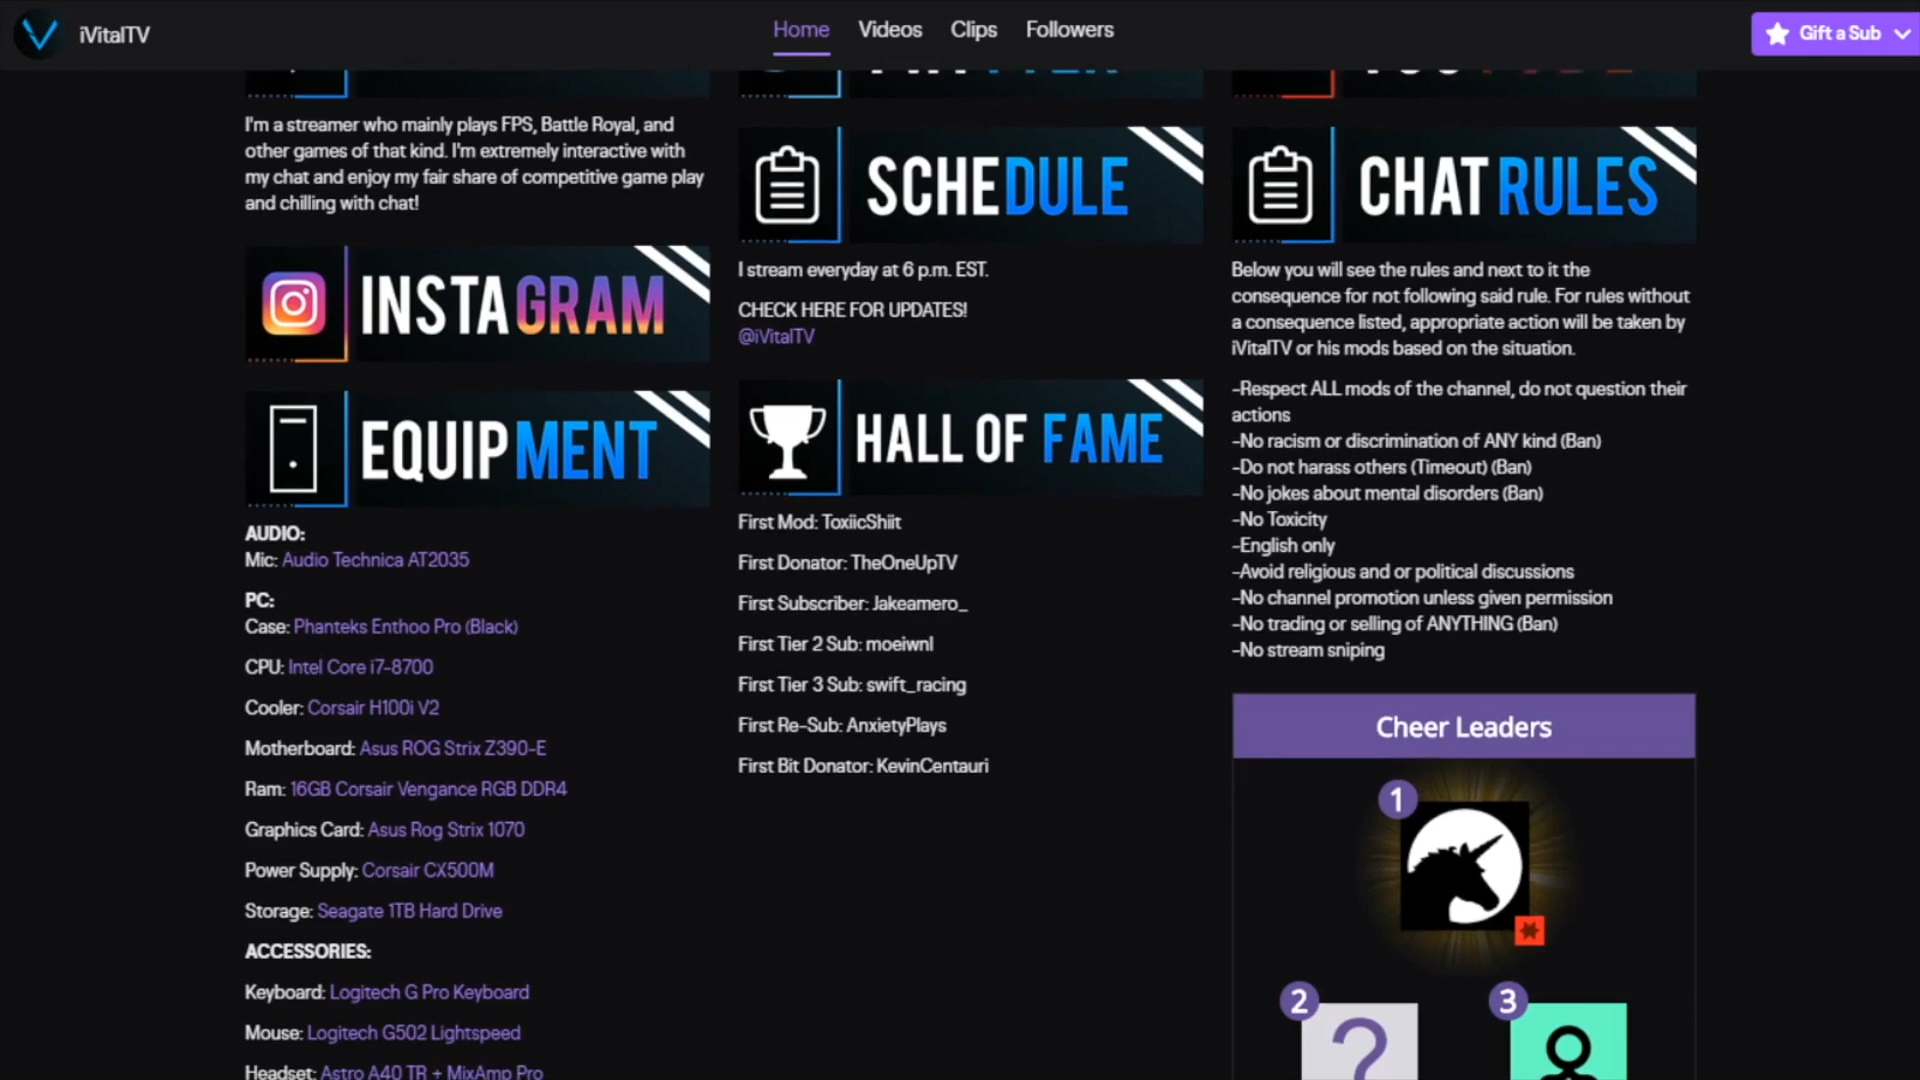 iVitalTV
Home
Videos
Clips
Followers
Gift a Sub
I'm a streamer who mainly plays FPS, Battle Royal, and
other games of that kind. I'm extremely interactive with
my chat and enjoy my fair share of competitive game play
and chilling with chat!
INSTAGRAM
EQUIPMENT
AUDIO:
Mic: Audio Technica AT2035
PC:
Case: Phanteks Enthoo Pro (Black)
CPU: Intel Core i7-8700
Cooler: Corsair H100i V2
Motherboard: Asus ROG Strix Z390-E
Ram: 16GB Corsair Vengance RGB DDR4
Graphics Card: Asus Rog Strix 1070
Power Supply: Corsair CX500M
Storage: Seagate 1TB Hard Drive
ACCESSORIES:
Keyboard: Logitech G Pro Keyboard
Mouse: Logitech G502 Lightspeed
Headset: Astro A40 TR + MixAmp Pro
SCHEDULE
I stream everyday at 6 p.m. EST.
CHECK HERE FOR UPDATES!
@iVitalTV
HALL OF FAME
First Mod: ToxiicShiit
First Donator: TheOneUpTV
First Subscriber: Jakeamero_
First Tier 2 Sub: moeiwnl
First Tier 3 Sub: swift_racing
First Re-Sub: AnxietyPlays
First Bit Donator: KevinCentauri
CHAT RULES
Below you will see the rules and next to it the
consequence for not following said rule. For rules without
a consequence listed, appropriate action will be taken by
iVitalTV or his mods based on the situation.
-Respect ALL mods of the channel, do not question their
actions
-No racism or discrimination of ANY kind (Ban)
-Do not harass others (Timeout) (Ban)
-No jokes about mental disorders (Ban)
-No Toxicity
-English only
-Avoid religious and or political discussions
-No channel promotion unless given permission
-No trading or selling of ANYTHING (Ban)
-No stream sniping
Cheer Leaders
1
2
3
?